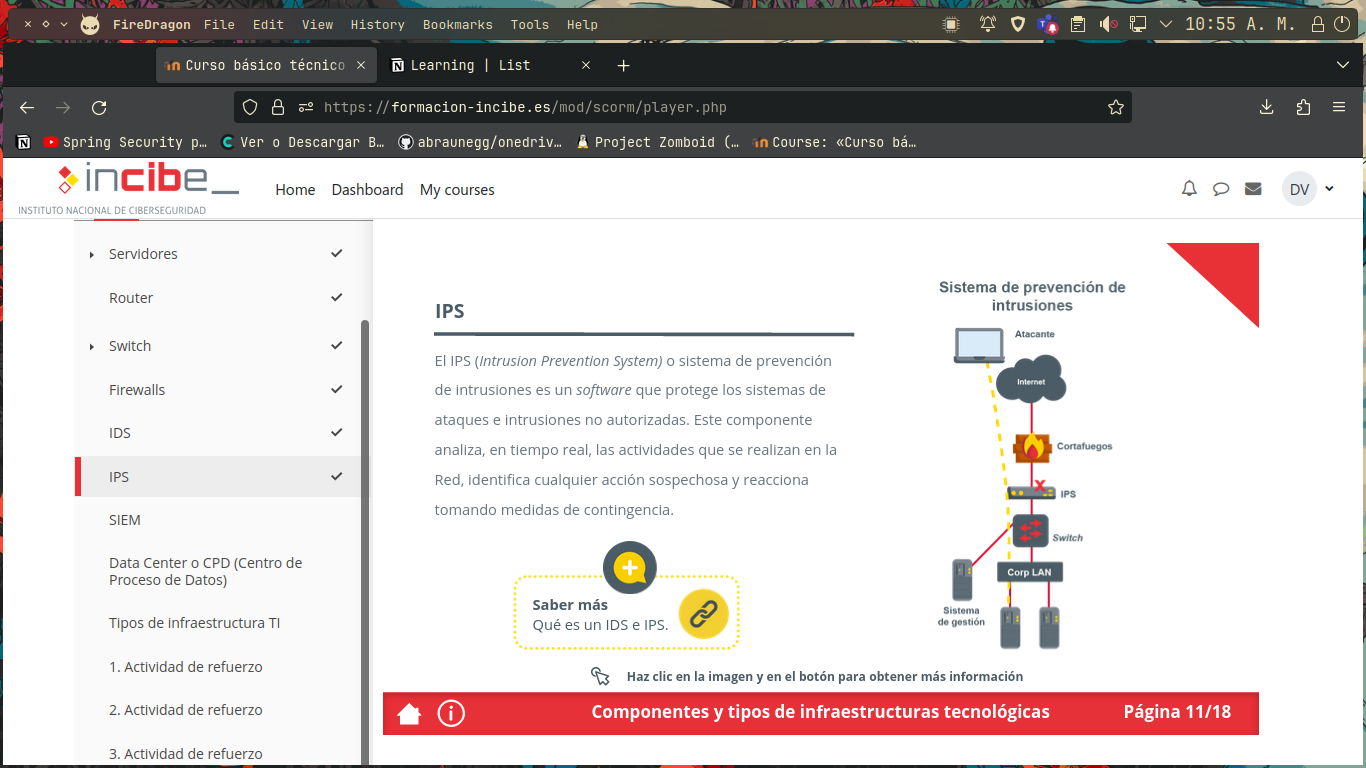 FireDragon File Edit View History Bookmarks Tools Help
10:55 A. M.
Curso básico técnico
Learning | List
https://formacion-incibe.es/mod/scorm/player.php
Spring Security p…
Ver o Descargar B…
abraunegg/onedriv…
Project Zomboid (…
Course: «Curso bá…
incibe_
INSTITUTO NACIONAL DE CIBERSEGURIDAD
Home Dashboard My courses
DV
Servidores
Router
Switch
Firewalls
IDS
IPS
SIEM
Data Center o CPD (Centro de
Proceso de Datos)
Tipos de infraestructura TI
1. Actividad de refuerzo
2. Actividad de refuerzo
3. Actividad de refuerzo
IPS
El IPS (Intrusion Prevention System) o sistema de prevención
de intrusiones es un software que protege los sistemas de
ataques e intrusiones no autorizadas. Este componente
analiza, en tiempo real, las actividades que se realizan en la
Red, identifica cualquier acción sospechosa y reacciona
tomando medidas de contingencia.
Saber más
Qué es un IDS e IPS.
Sistema de prevención de
intrusiones
Atacante
Internet
Cortafuegos
IPS
Switch
Corp LAN
Sistema
de gestión
Haz clic en la imagen y en el botón para obtener más información
Componentes y tipos de infraestructuras tecnológicas
Página 11/18